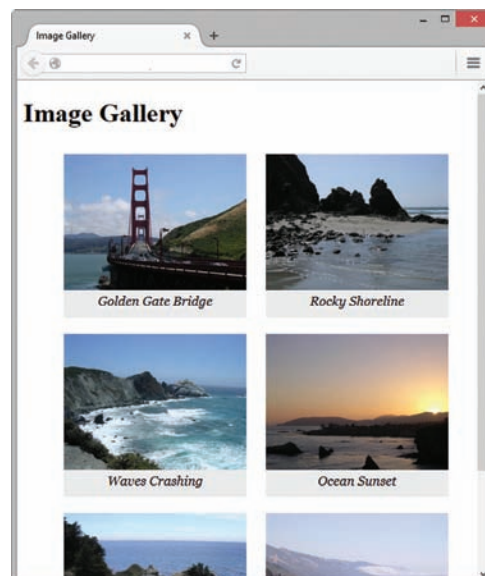 Image Gallery
Image Gallery
Golden Gate Bridge
Rocky Shoreline
Waves Crashing
Ocean Sunset